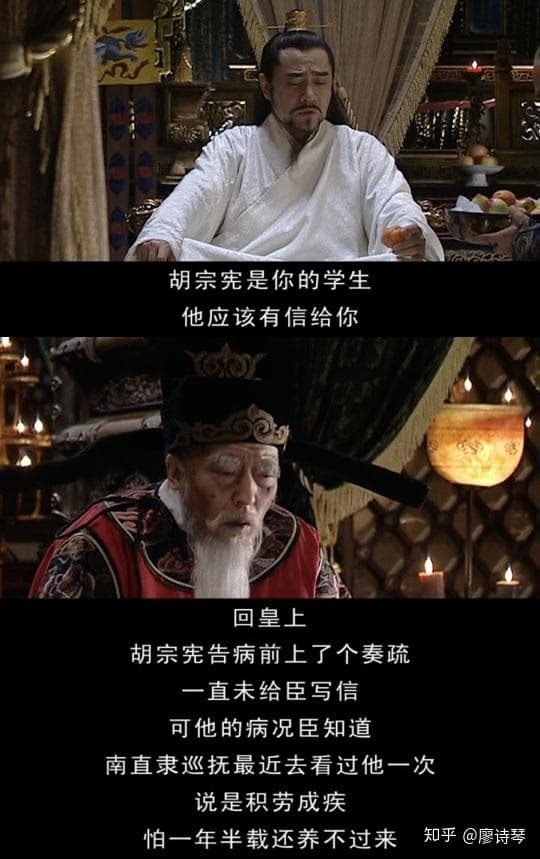 胡宗宪是你的学生
他应该有信给你
回皇上
胡宗宪告病前上了个奏疏
一直未给臣写信
可他的病况臣知道
南直隶巡抚最近去看过他一次
说是积劳成疾
怕一年半载还养不过来
知乎 @廖诗琴